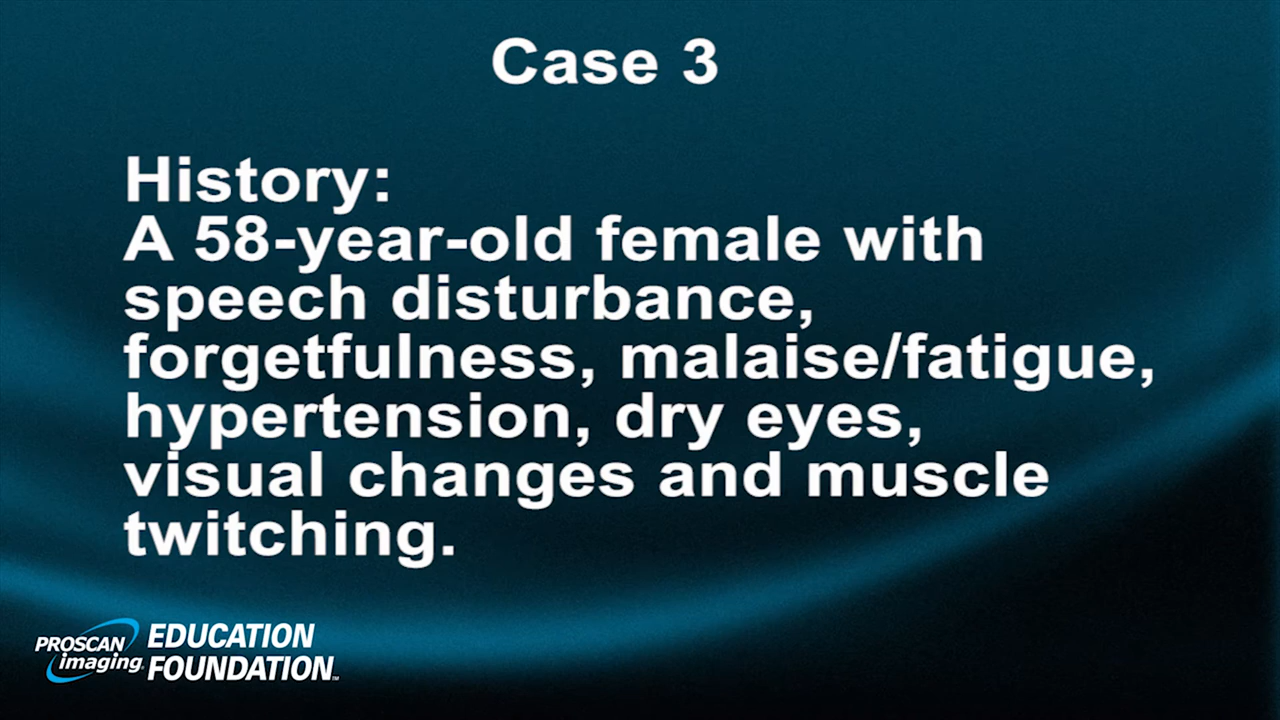 Case 3
History:
A 58-year-old female with
speech disturbance,
forgetfulness, malaise/fatigue,
hypertension, dry eyes,
visual changes and muscle
twitching.
PROSCAN
imaging®
EDUCATION
FOUNDATION™